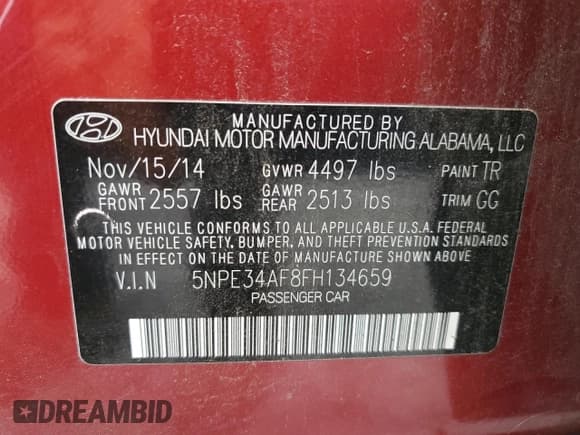 MANUFACTURED BY
HYUNDAI MOTOR MANUFACTURING ALABAMA, LLC
Nov/15/14 GVWR 4497 lbs PAINT TR
GAWR FRONT 2557 lbs GAWR REAR 2513 lbs TRIM GG
THIS VEHICLE CONFORMS TO ALL APPLICABLE U.S.A. FEDERAL
MOTOR VEHICLE SAFETY, BUMPER, AND THEFT PREVENTION STANDARDS
IN EFFECT ON THE DATE OF MANUFACTURE SHOWN ABOVE.
V.I.N 5NPE34AF8FH134659
PASSENGER CAR
DREAMBID